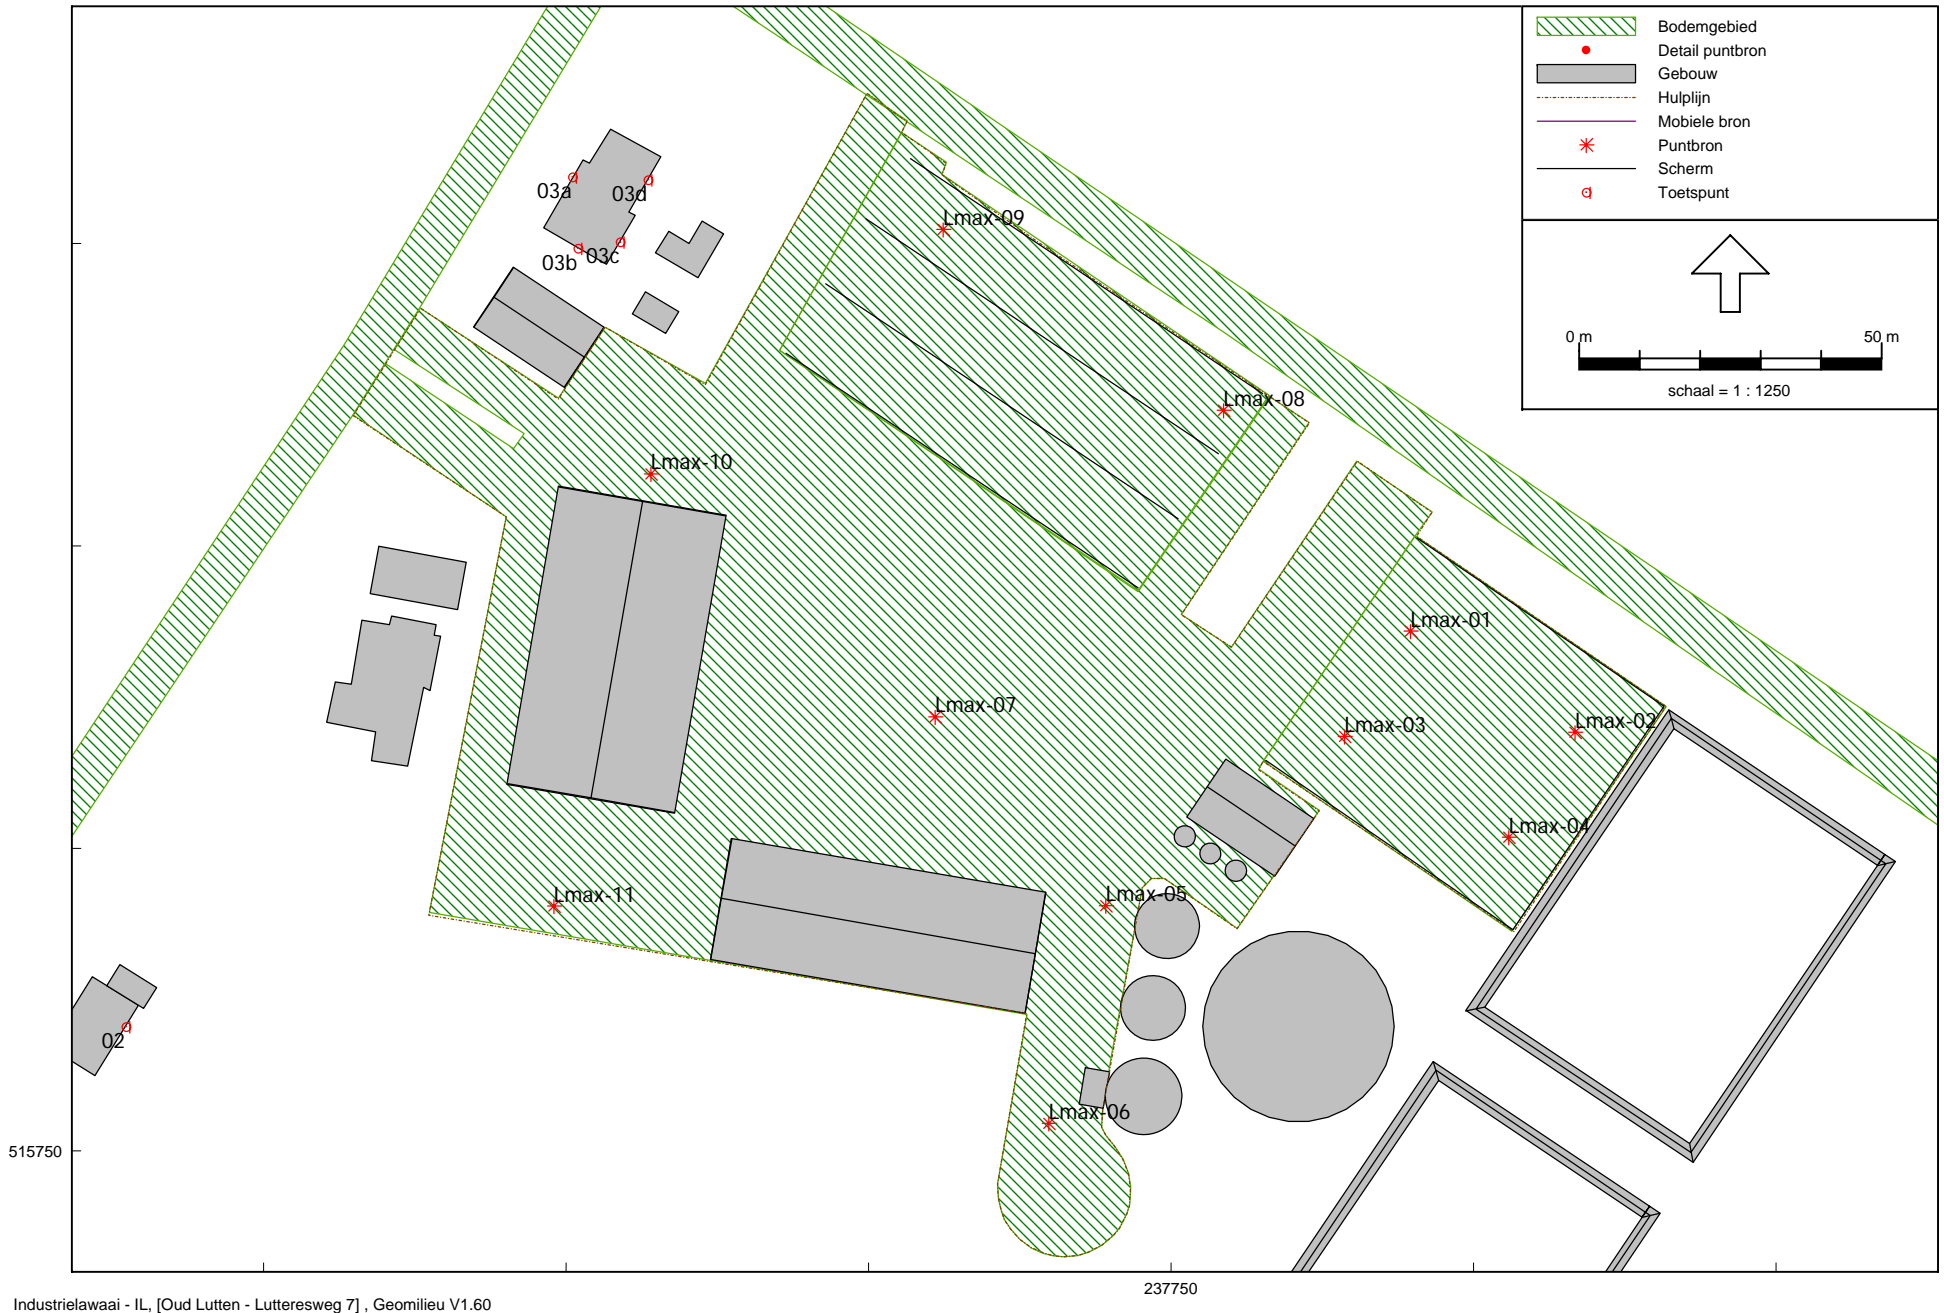 Bodemgebied
Detail puntbron
Gebouw
Hulplijn
Mobiele bron
Puntbron
Scherm
Toetspunt
0 m 50 m
schaal = 1 : 1250
03a
03d
03b
03c
Lmax-09
Lmax-08
Lmax-10
Lmax-01
Lmax-07
Lmax-03
Lmax-02
Lmax-04
Lmax-11
Lmax-05
02
Lmax-06
515750
237750
Industrielawaai - IL, [Oud Lutten - Lutteresweg 7] , Geomilieu V1.60